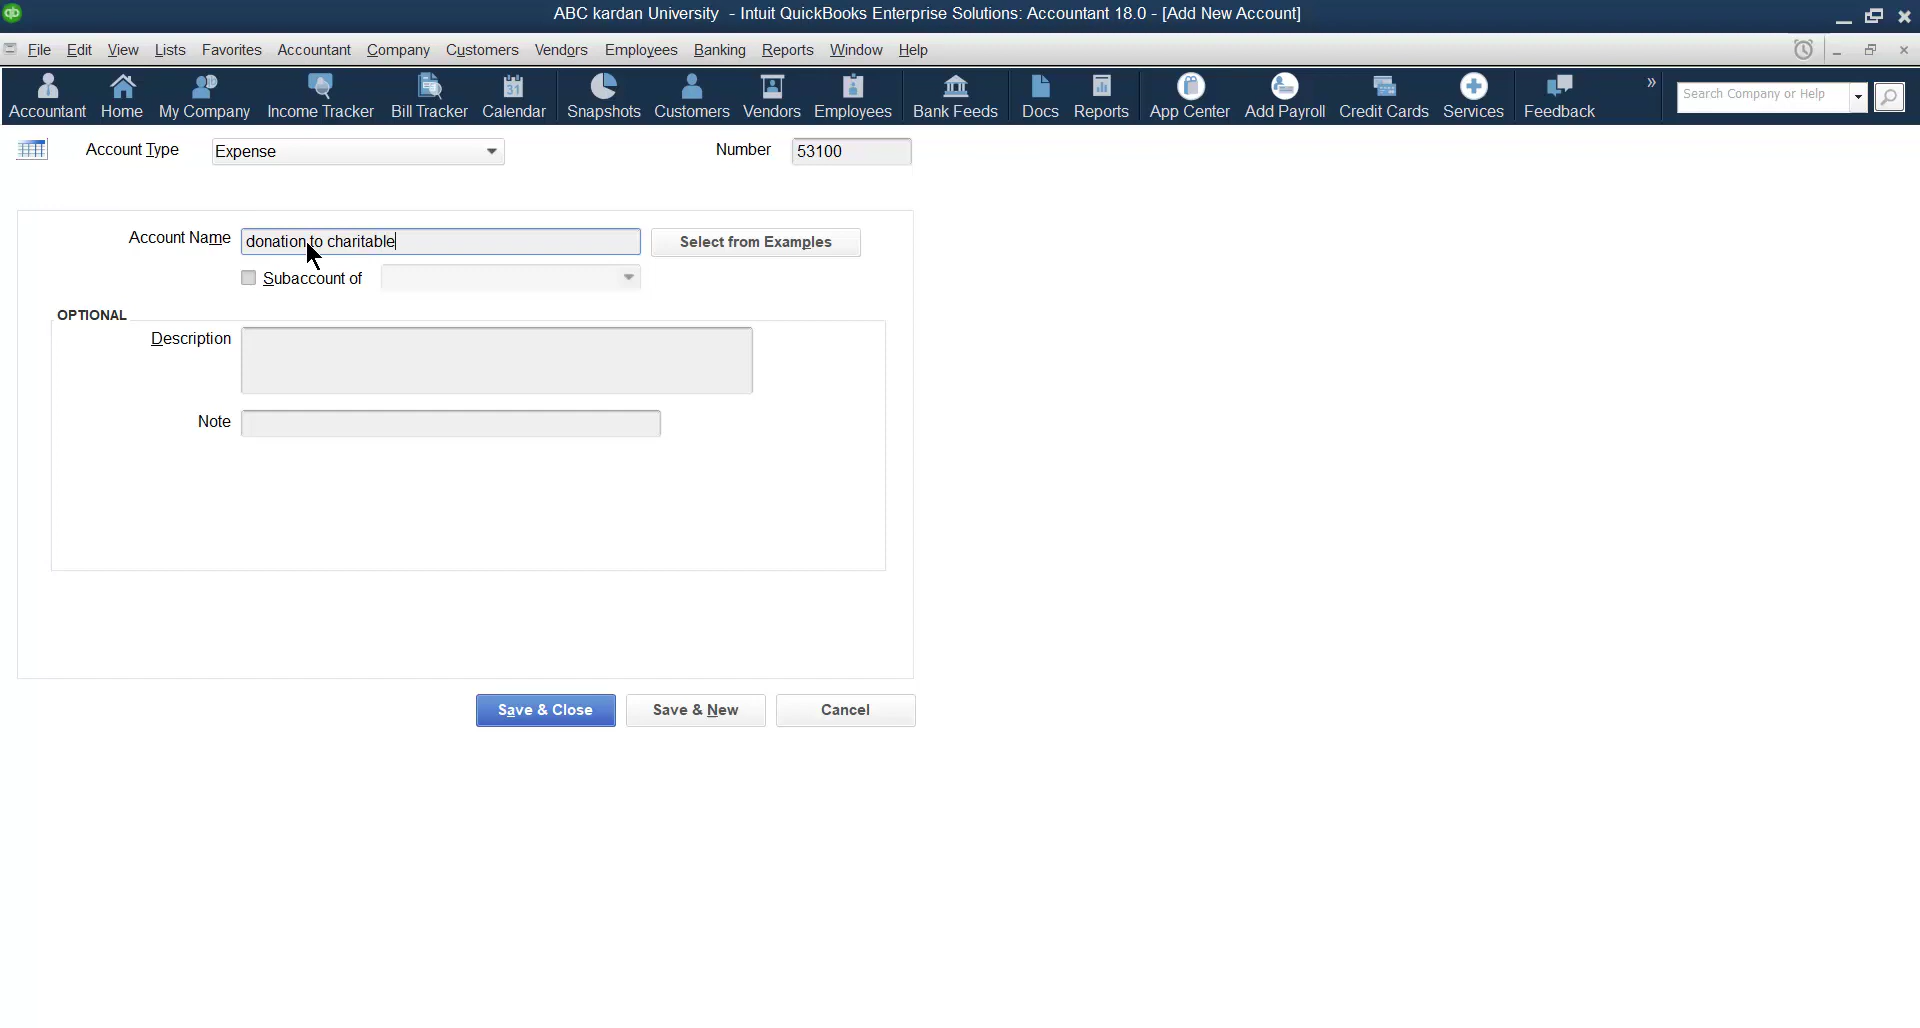 ABC kardan University - Intuit QuickBooks Enterprise Solutions: Accountant 18.0 - [Add New Account]
File Edit View Lists Favorites Accountant Company Customers Vendors Employees Banking Reports Window Help
Accountant Home My Company Income Tracker Bill Tracker Calendar Snapshots Customers Vendors Employees Bank Feeds Docs Reports App Center Add Payroll Credit Cards Services Feedback » Search Company or Help
Account Type Expense Number 53100
Account Name donation to charitable Select from Examples
Subaccount of
OPTIONAL
Description
Note
Save & Close Save & New Cancel